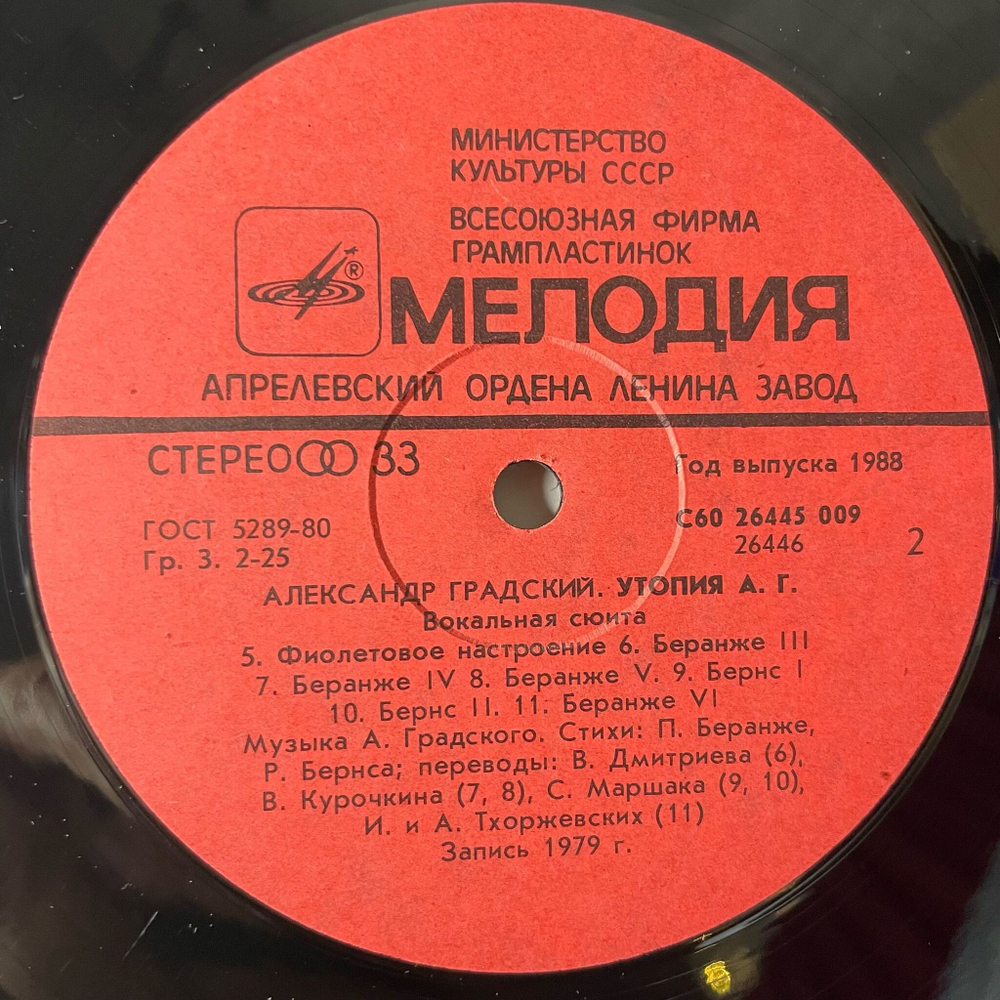 МИНИСТЕРСТВО
КУЛЬТУРЫ СССР
ВСЕСОЮЗНАЯ ФИРМА
ГРАМПЛАСТИНОК
®
МЕЛОДИЯ
АПРЕЛЕВСКИЙ ОРДЕНА ЛЕНИНА ЗАВОД
СТЕРЕО 33
Год выпуска 1988
ГОСТ 5289-80
Гр. 3. 2-25
С60 26445 009
26446
2
АЛЕКСАНДР ГРАДСКИЙ. УТОПИЯ А. Г.
Вокальная сюита
5. Фиолетовое настроение 6. Беранже III
7. Беранже IV 8. Беранже V. 9. Бернс I
10. Бернс II. 11. Беранже VI
Музыка А. Градского. Стихи: П. Беранже,
Р. Бернса; переводы: В. Дмитриева (6),
В. Курочкина (7, 8), С. Маршака (9, 10),
И. и А. Тхоржевских (11)
Запись 1979 г.